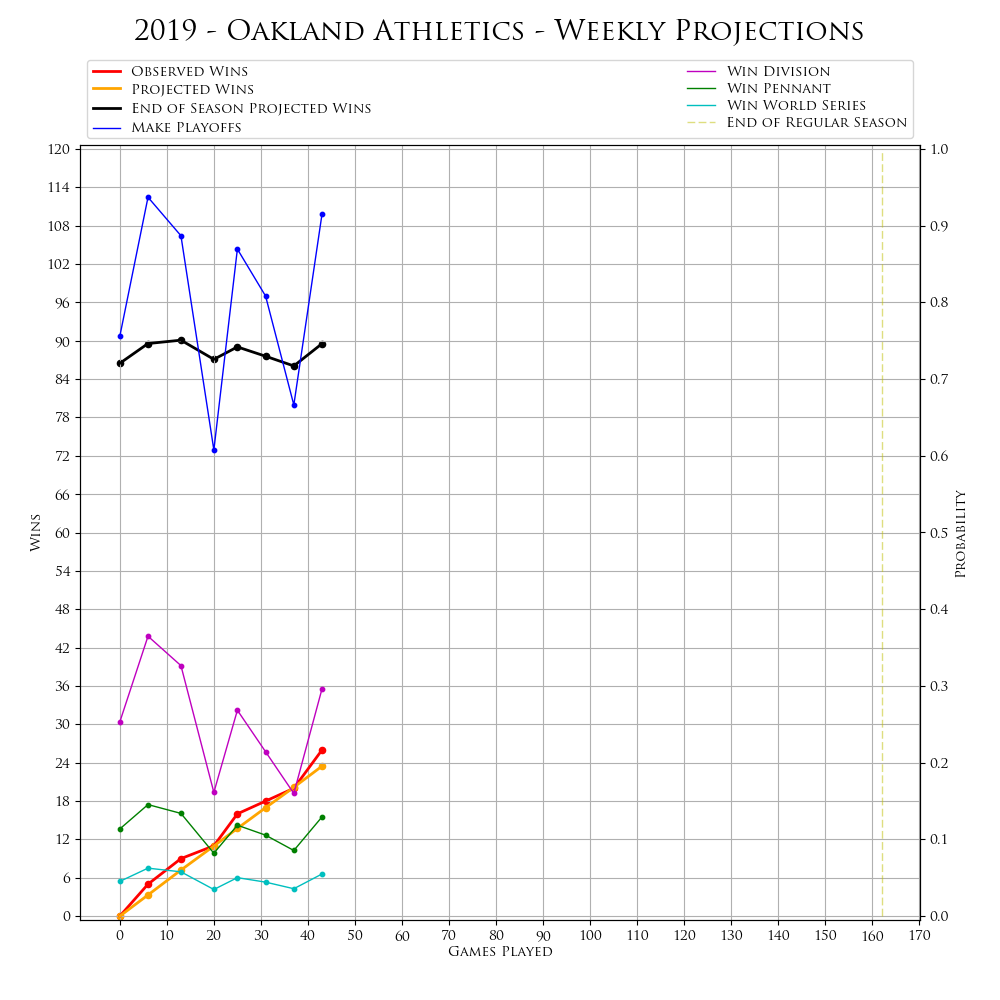 2019 - Oakland Athletics - Weekly Projections
Observed Wins
Projected Wins
End of Season Projected Wins
Make Playoffs
Win Division
Win Pennant
Win World Series
End of Regular Season
120
114
108
102
96
90
84
78
72
66
60
54
48
42
36
30
24
18
12
6
0
Wins
1.0
0.9
0.8
0.7
0.6
0.5
0.4
0.3
0.2
0.1
0.0
Probability
0 10 20 30 40 50 60 70 80 90 100 110 120 130 140 150 160 170
Games Played